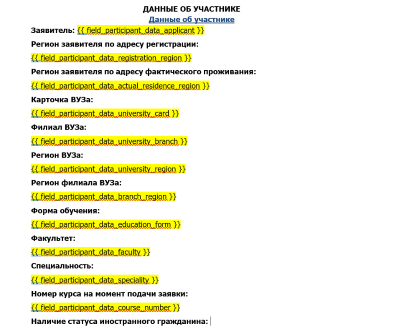 ДАННЫЕ ОБ УЧАСТНИКЕ
Данные об участнике
Заявитель: {{ field_participant_data_applicant }}
Регион заявителя по адресу регистрации:
{{ field_participant_data_registration_region }}
Регион заявителя по адресу фактического проживания:
{{ field_participant_data_actual_residence_region }}
Карточка ВУЗа:
{{ field_participant_data_university_card }}
Филиал ВУЗа:
{{ field_participant_data_university_branch }}
Регион ВУЗа:
{{ field_participant_data_university_region }}
Регион филиала ВУЗа:
{{ field_participant_data_branch_region }}
Форма обучения:
{{ field_participant_data_education_form }}
Факультет:
{{ field_participant_data_faculty }}
Специальность:
{{ field_participant_data_speciality }}
Номер курса на момент подачи заявки:
{{ field_participant_data_course_number }}
Наличие статуса иностранного гражданина: